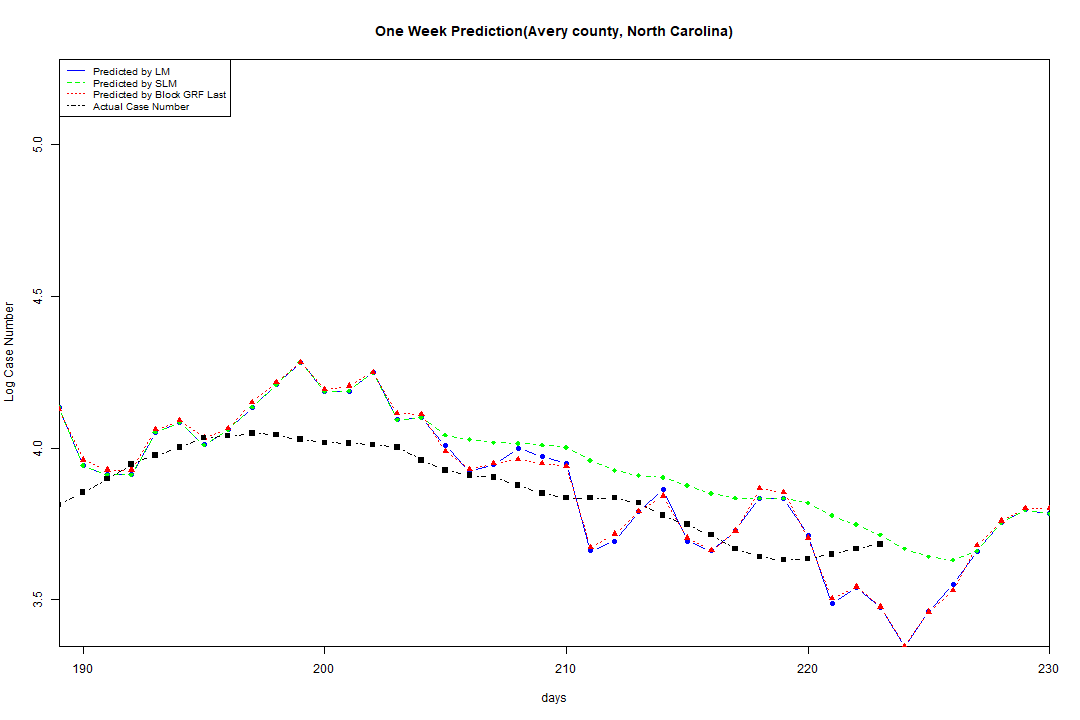 One Week Prediction(Avery county, North Carolina)
Predicted by LM
Predicted by SLM
Predicted by Block GRF Last
Actual Case Number
5.0
4.5
4.0
3.5
Log Case Number
190 200 210 220 230
days